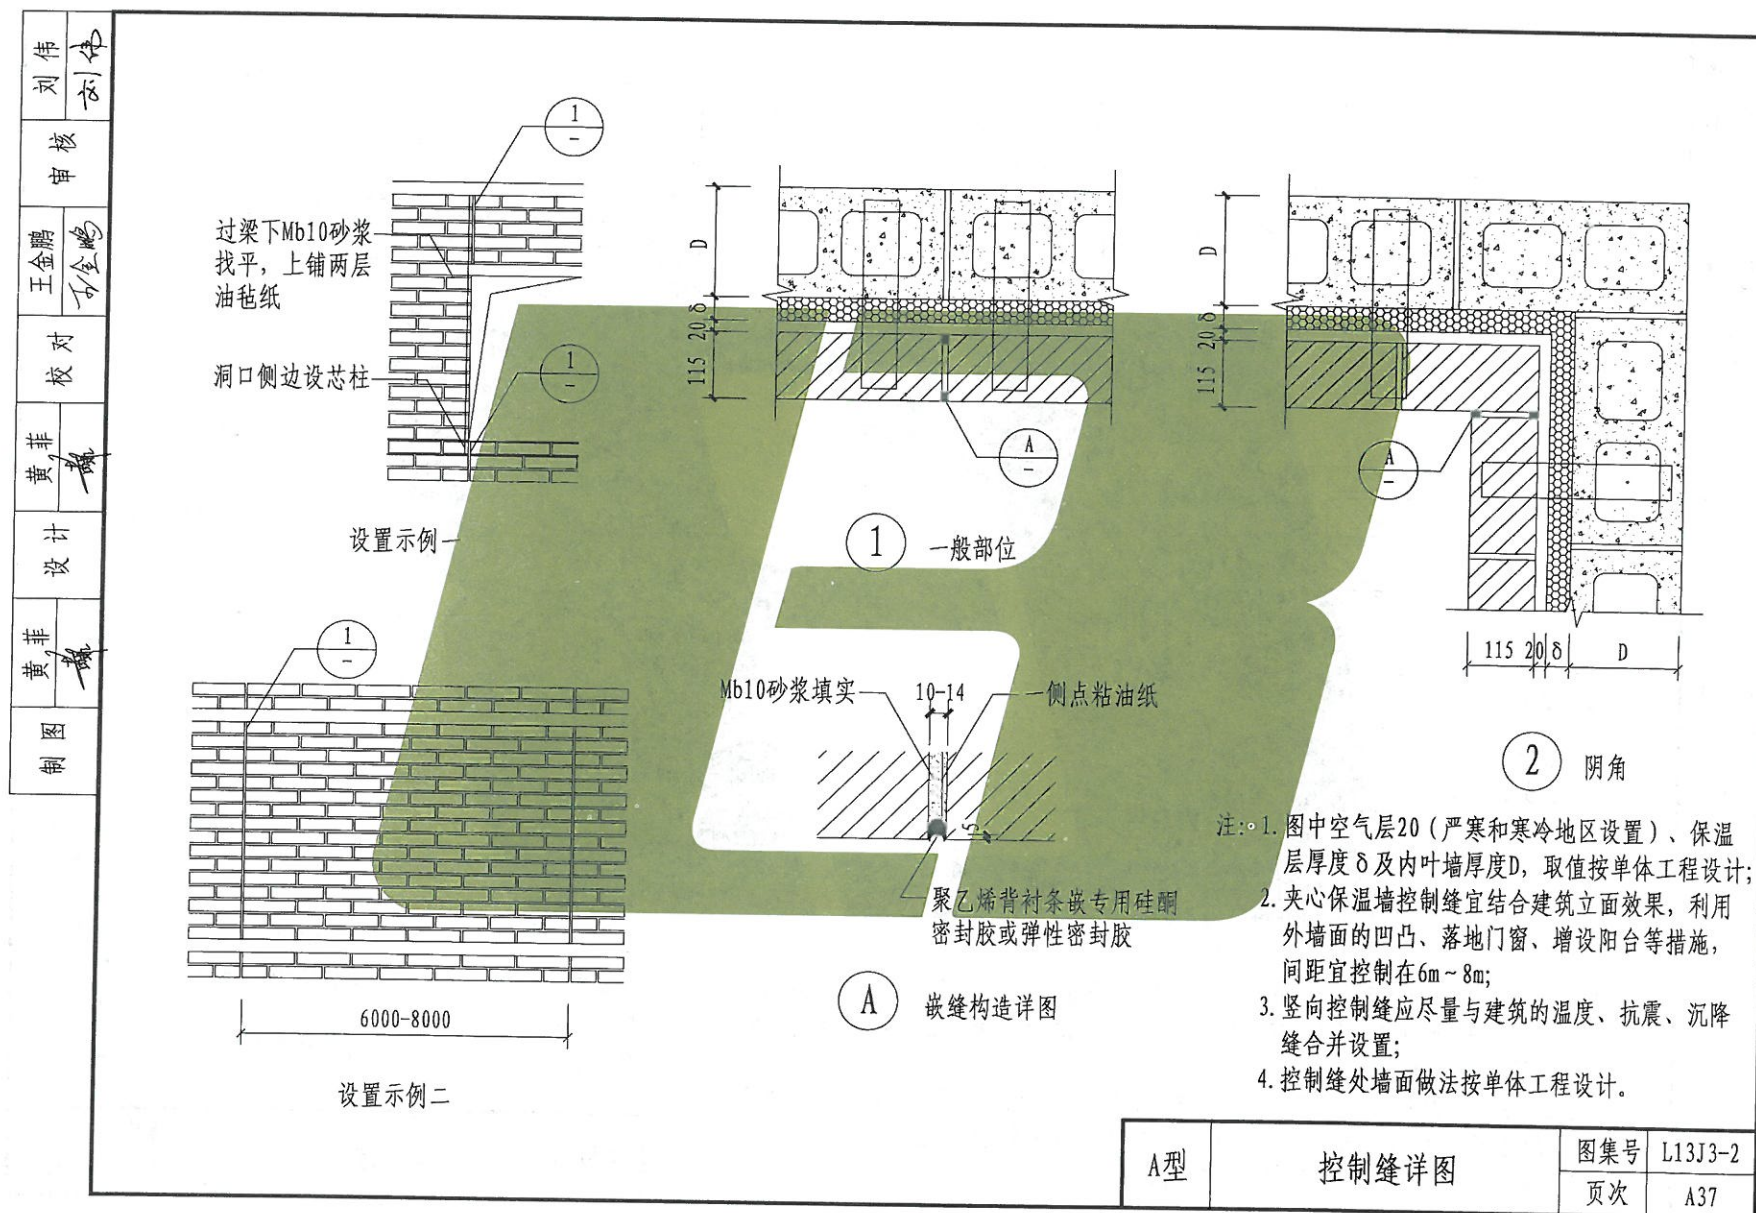 刘伟
刘伟
审核
王金鹏
王金鹏
校对
黄菲
设计
黄菲
制图
1
-
过梁下Mb10砂浆
找平，上铺两层
油毡纸
洞口侧边设芯柱
1
-
设置示例一
1
-
6000-8000
设置示例二
D
δ
20
115
A
-
1 一般部位
D
δ
20
115
A
-
115 20 δ D
2 阴角
Mb10砂浆填实
10-14
一侧点粘油纸
5
聚乙烯背衬条嵌专用硅酮
密封胶或弹性密封胶
A 嵌缝构造详图
注: 1. 图中空气层20（严寒和寒冷地区设置）、保温
层厚度δ及内叶墙厚度D，取值按单体工程设计;
2. 夹心保温墙控制缝宜结合建筑立面效果，利用
外墙面的凹凸、落地门窗、增设阳台等措施，
间距宜控制在6m~8m;
3. 竖向控制缝应尽量与建筑的温度、抗震、沉降
缝合并设置;
4. 控制缝处墙面做法按单体工程设计。
A型
控制缝详图
图集号 L13J3-2
页次 A37